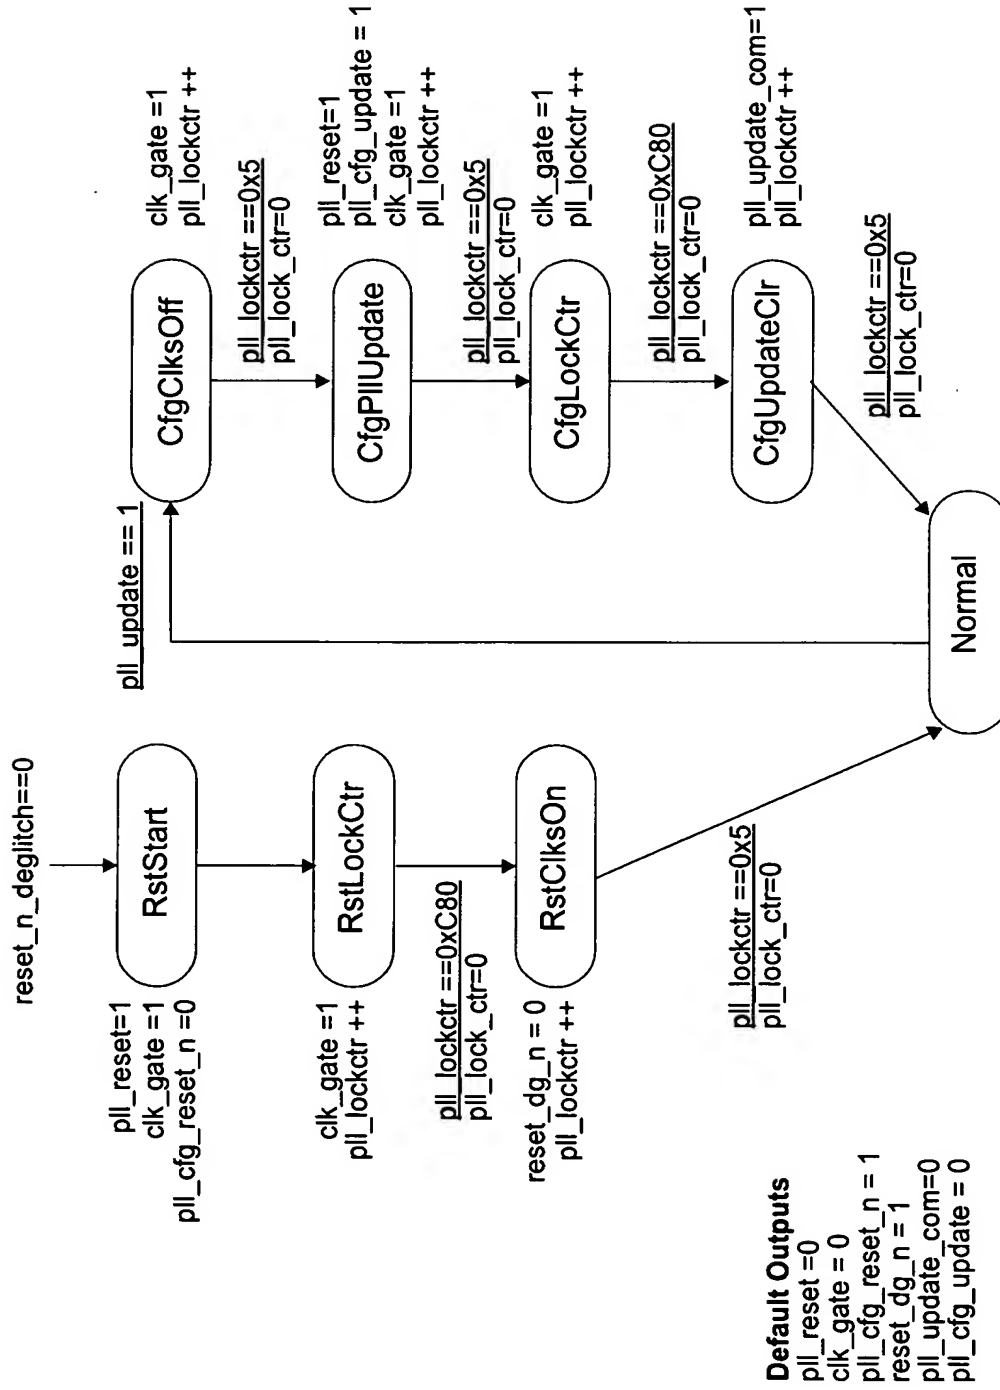 reset_n_deglitch==0
RstStart
pll_reset=1
clk_gate =1
pll_cfg_reset_n =0
RstLockCtr
clk_gate =1
pll_lockctr ++
pll_lockctr ==0xC80
pll_lock_ctr=0
RstClksOn
reset_dg_n = 0
pll_lockctr ++
pll_lockctr ==0x5
pll_lock_ctr=0
Normal
pll_update == 1
CfgClksOff
clk_gate =1
pll_lockctr ++
pll_lockctr ==0x5
pll_lock_ctr=0
CfgPllUpdate
pll_reset=1
pll_cfg_update = 1
clk_gate =1
pll_lockctr ++
pll_lockctr ==0x5
pll_lock_ctr=0
CfgLockCtr
clk_gate =1
pll_lockctr ++
pll_lockctr ==0xC80
pll_lock_ctr=0
CfgUpdateClr
pll_update_com=1
pll_lockctr ++
pll_lockctr ==0x5
pll_lock_ctr=0
Default Outputs
pll_reset =0
clk_gate = 0
pll_cfg_reset_n = 1
reset_dg_n = 1
pll_update_com=0
pll_cfg_update = 0